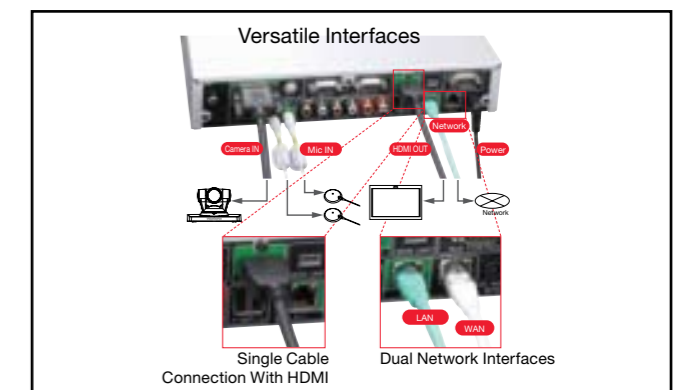 Versatile Interfaces
Camera IN
Mic IN
HDMI OUT
Network
Power
Network
LAN
WAN
Single Cable
Connection With HDMI
Dual Network Interfaces